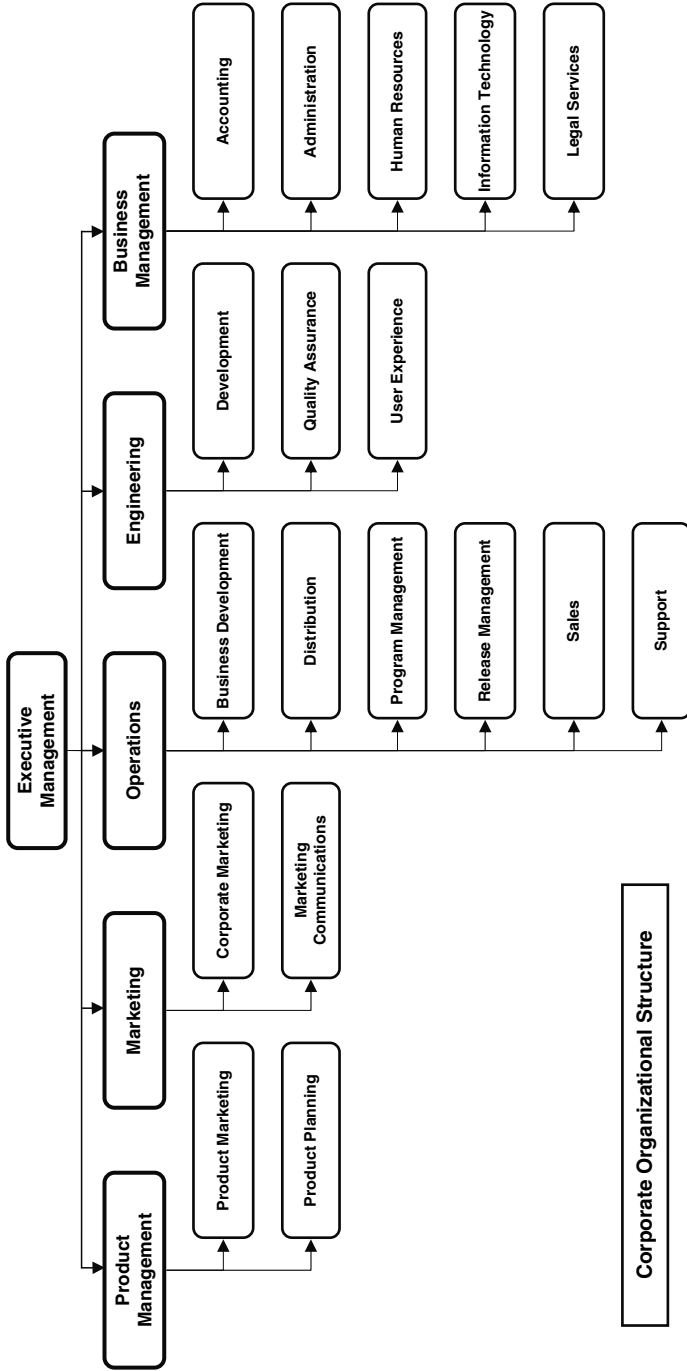 Executive
Management
Product
Management
Marketing
Operations
Engineering
Business
Management
Product Marketing
Product Planning
Corporate Marketing
Marketing
Communications
Business Development
Distribution
Program Management
Release Management
Sales
Support
Development
Quality Assurance
User Experience
Accounting
Administration
Human Resources
Information Technology
Legal Services
Corporate Organizational Structure